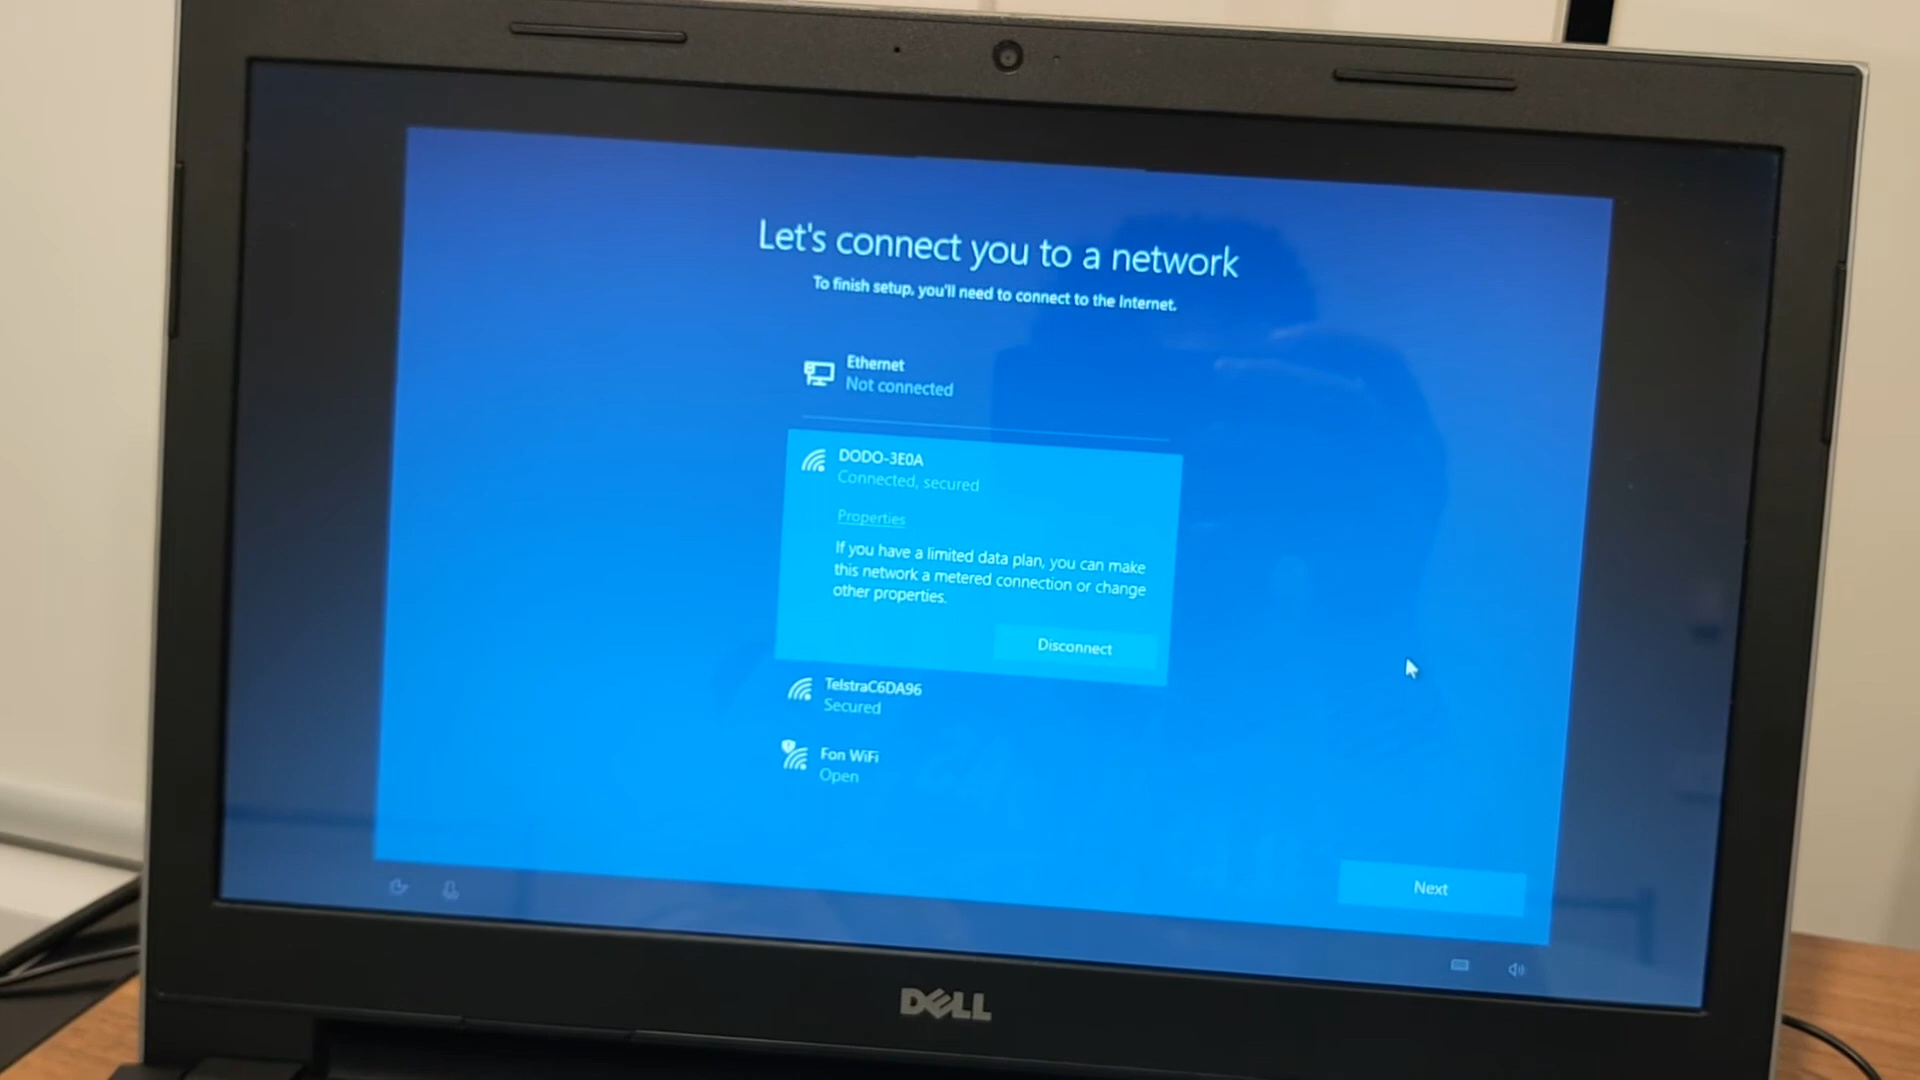 Let's connect you to a network
To finish setup, you'll need to connect to the Internet.
Ethernet
Not connected
DODO-3E0A
Connected, secured
Properties
If you have a limited data plan, you can make
this network a metered connection or change
other properties.
Disconnect
TelstraC6DA96
Secured
Fon WiFi
Open
Next
DELL